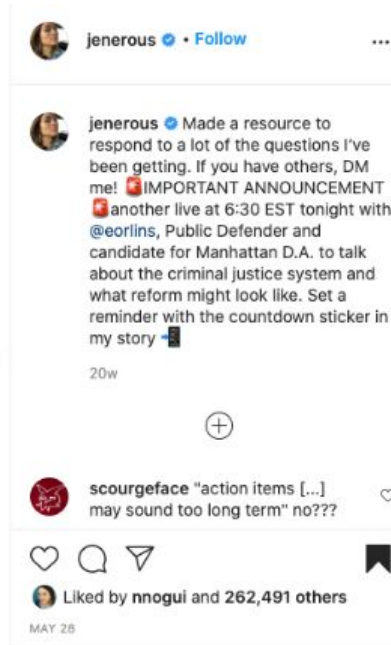 jenerous • Follow
jenerous Made a resource to
respond to a lot of the questions I've
been getting. If you have others, DM
me! 🚨IMPORTANT ANNOUNCEMENT
🚨another live at 6:30 EST tonight with
@eorlins, Public Defender and
candidate for Manhattan D.A. to talk
about the criminal justice system and
what reform might look like. Set a
reminder with the countdown sticker in
my story 📲
20w
scourgeface "action items [...]
may sound too long term" no???
Liked by nnogui and 262,491 others
MAY 28